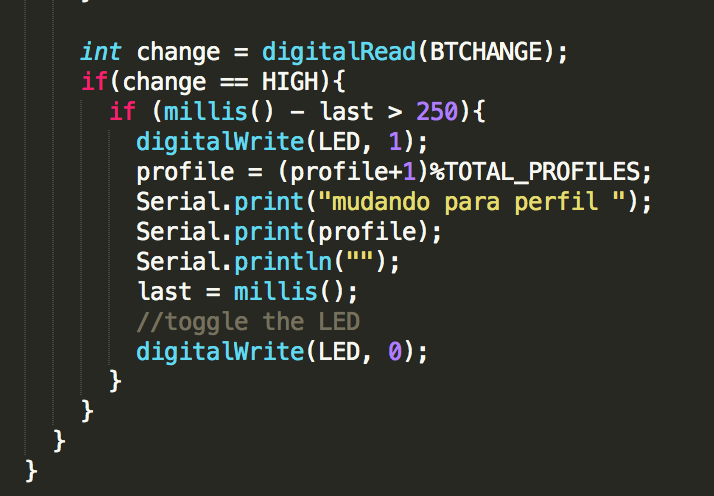 }
int change = digitalRead(BTCHANGE);
if(change == HIGH){
if (millis() - last > 250){
digitalWrite(LED, 1);
profile = (profile+1)%TOTAL_PROFILES;
Serial.print("mudando para perfil ");
Serial.print(profile);
Serial.println("");
last = millis();
//toggle the LED
digitalWrite(LED, 0);
}
}
}
}